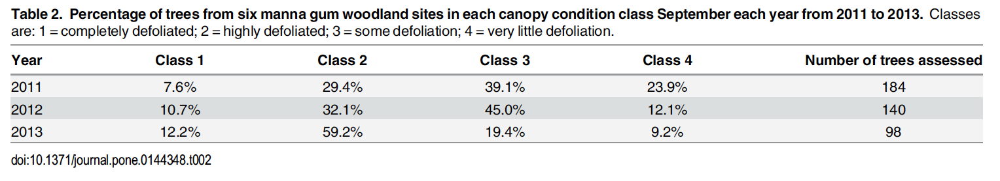 Table 2. Percentage of trees from six manna gum woodland sites in each canopy condition class September each year from 2011 to 2013. Classes
are: 1 = completely defoliated; 2 = highly defoliated; 3 = some defoliation; 4 = very little defoliation.
Year Class 1 Class 2 Class 3 Class 4 Number of trees assessed
2011 7.6% 29.4% 39.1% 23.9% 184
2012 10.7% 32.1% 45.0% 12.1% 140
2013 12.2% 59.2% 19.4% 9.2% 98
doi:10.1371/journal.pone.0144348.t002